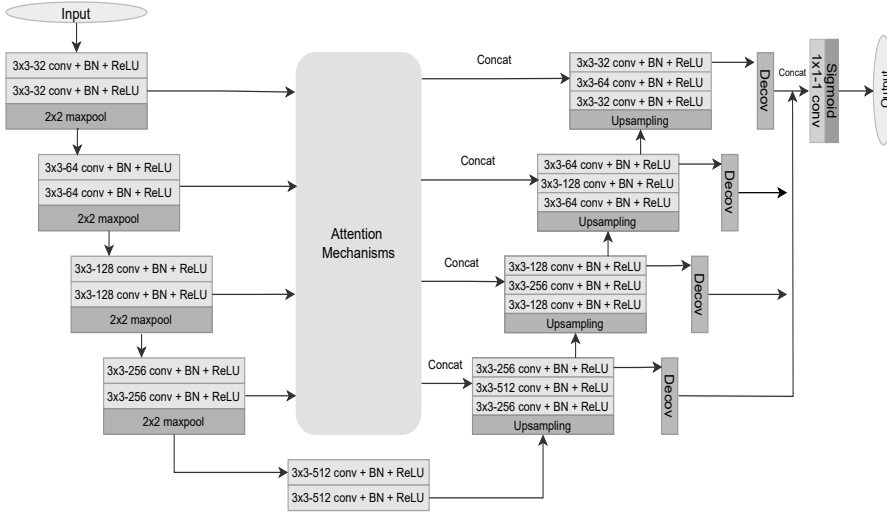 Input
3x3-32 conv + BN + ReLU
3x3-32 conv + BN + ReLU
2x2 maxpool
3x3-64 conv + BN + ReLU
3x3-64 conv + BN + ReLU
2x2 maxpool
3x3-128 conv + BN + ReLU
3x3-128 conv + BN + ReLU
2x2 maxpool
3x3-256 conv + BN + ReLU
3x3-256 conv + BN + ReLU
2x2 maxpool
3x3-512 conv + BN + ReLU
3x3-512 conv + BN + ReLU
Attention
Mechanisms
Concat
3x3-32 conv + BN + ReLU
3x3-64 conv + BN + ReLU
3x3-32 conv + BN + ReLU
Upsampling
Decov
Concat
3x3-64 conv + BN + ReLU
3x3-128 conv + BN + ReLU
3x3-64 conv + BN + ReLU
Upsampling
Decov
Concat
3x3-128 conv + BN + ReLU
3x3-256 conv + BN + ReLU
3x3-128 conv + BN + ReLU
Upsampling
Decov
Concat
3x3-256 conv + BN + ReLU
3x3-512 conv + BN + ReLU
3x3-256 conv + BN + ReLU
Upsampling
Decov
Concat
Sigmoid
1x1-1 conv
Output